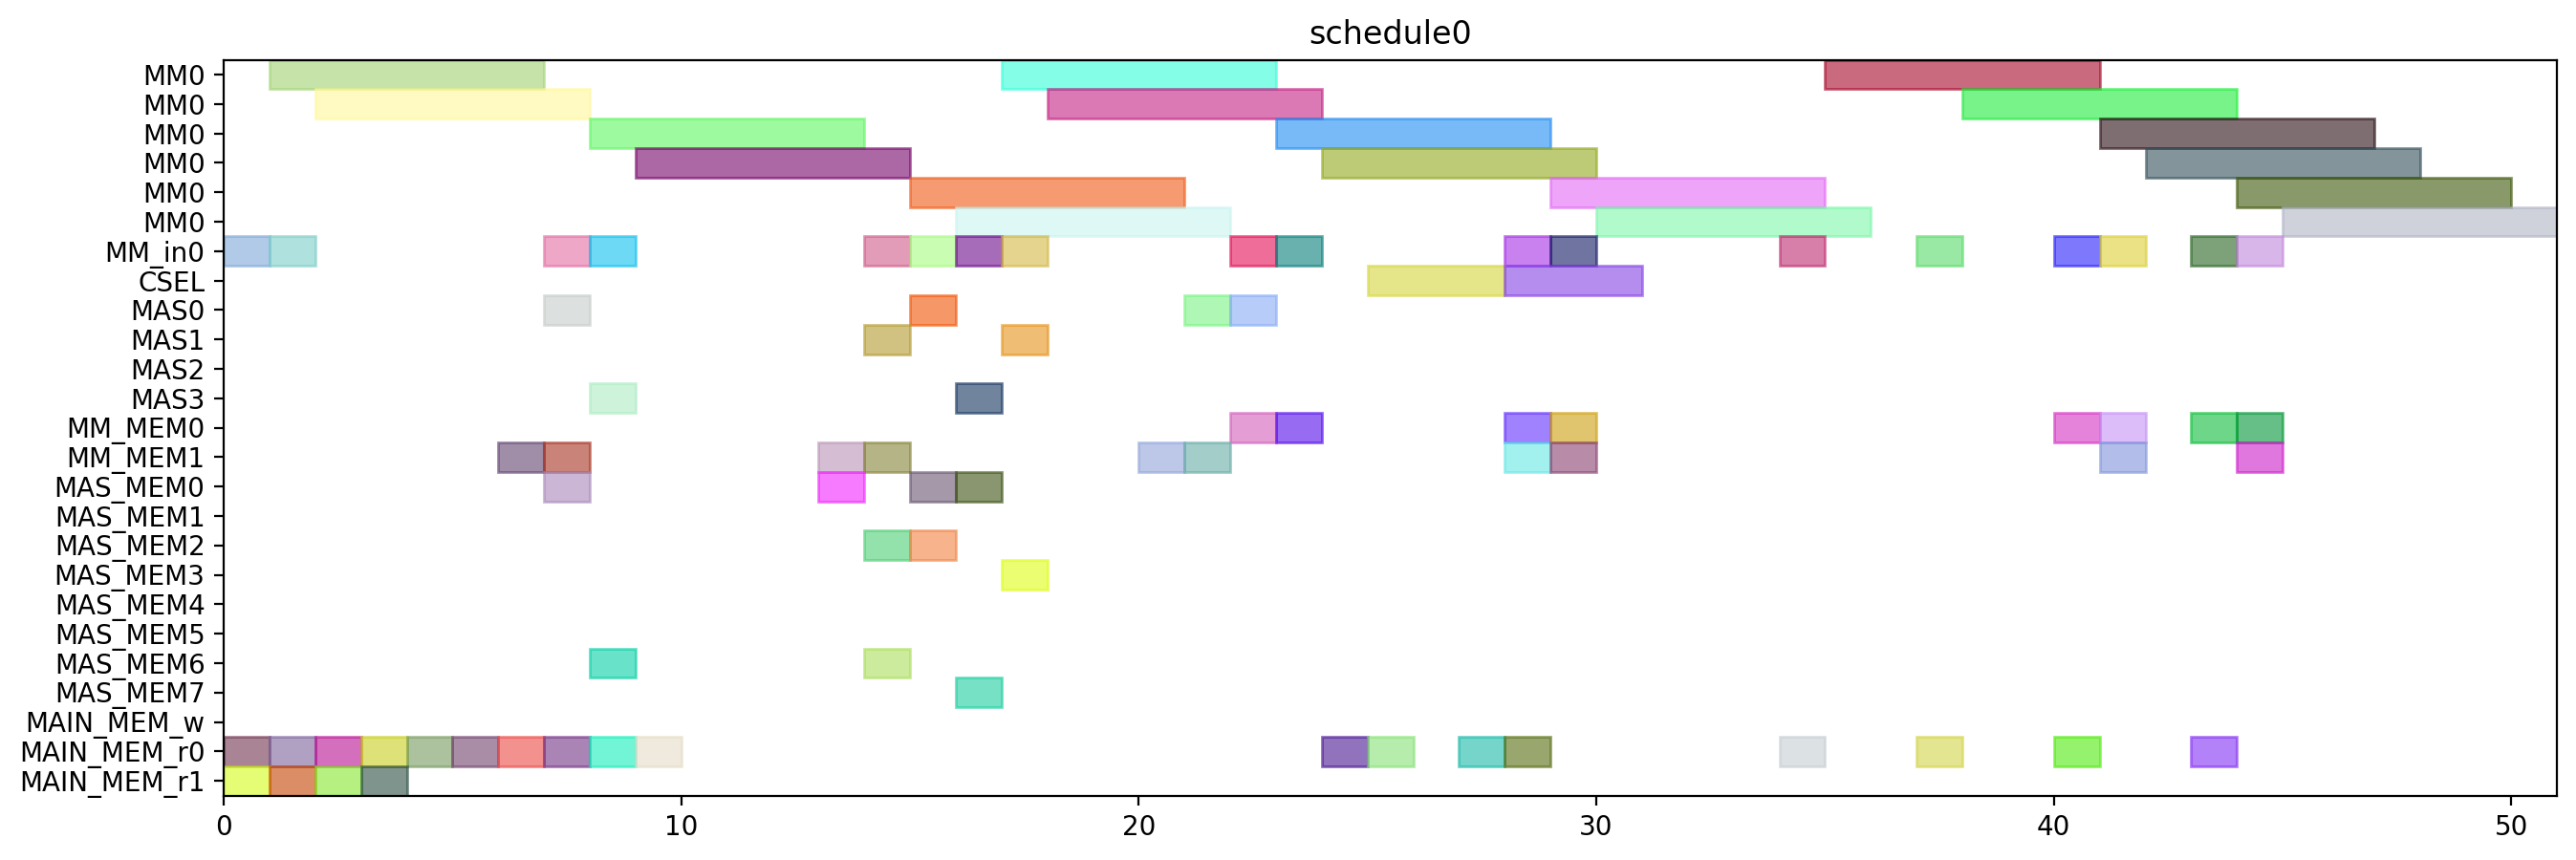 schedule0
MM0
MM0
MM0
MM0
MM0
MM0
MM_in0
CSEL
MAS0
MAS1
MAS2
MAS3
MM_MEM0
MM_MEM1
MAS_MEM0
MAS_MEM1
MAS_MEM2
MAS_MEM3
MAS_MEM4
MAS_MEM5
MAS_MEM6
MAS_MEM7
MAIN_MEM_w
MAIN_MEM_r0
MAIN_MEM_r1
0 10 20 30 40 50